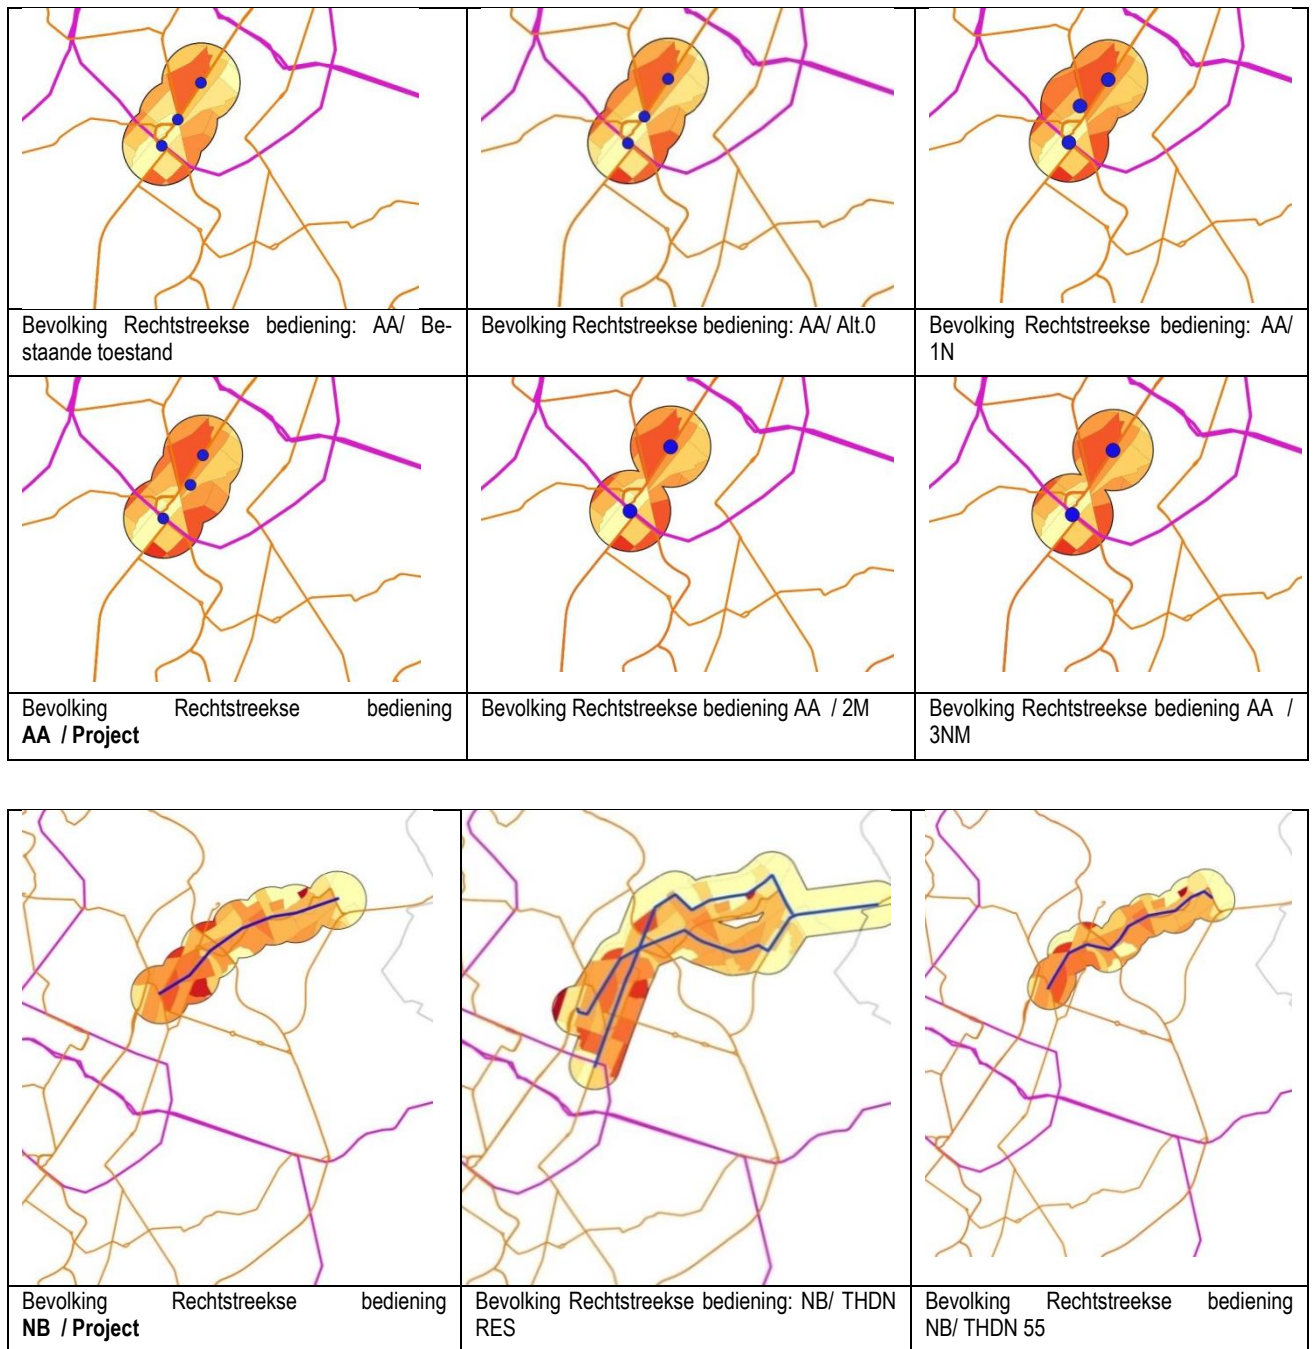 Bevolking Rechtstreekse bediening: AA/ Be-
staande toestand
Bevolking Rechtstreekse bediening: AA/ Alt.0
Bevolking Rechtstreekse bediening: AA/
1N
Bevolking Rechtstreekse bediening
AA / Project
Bevolking Rechtstreekse bediening AA / 2M
Bevolking Rechtstreekse bediening AA /
3NM
Bevolking Rechtstreekse bediening
NB / Project
Bevolking Rechtstreekse bediening: NB/ THDN
RES
Bevolking Rechtstreekse bediening
NB/ THDN 55